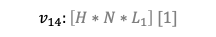 𝑣₁₄: [𝐻 ∗ 𝑁 ∗ 𝐿₁] [1]